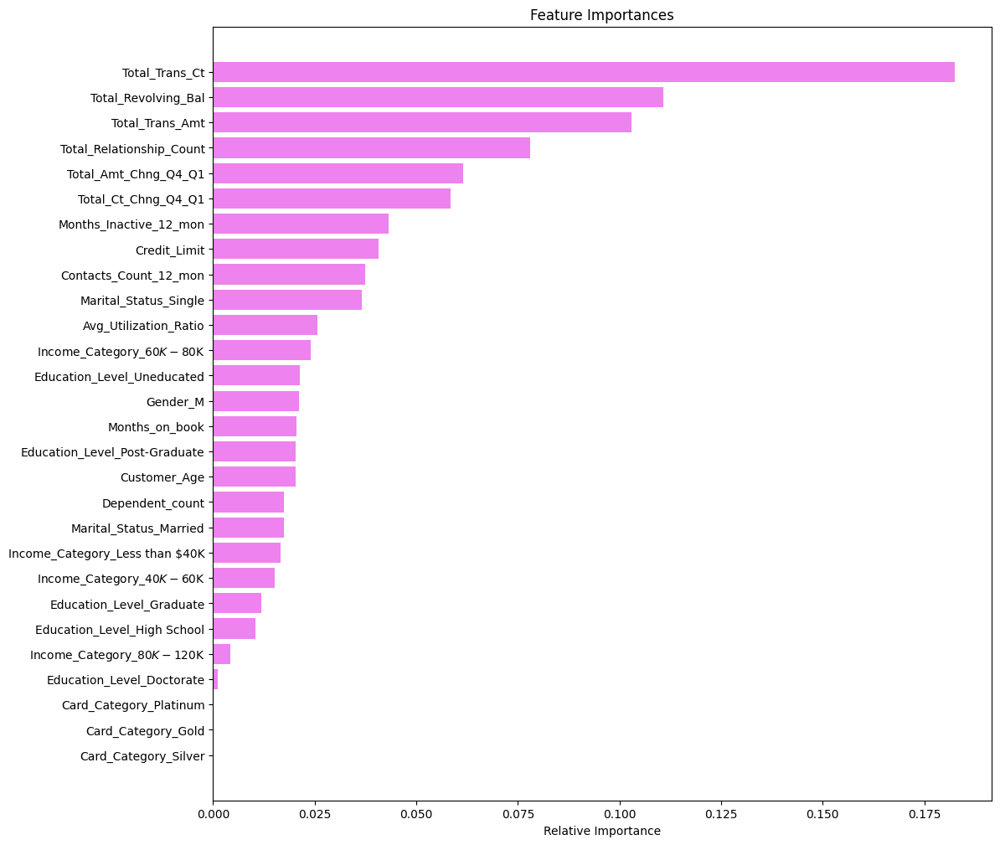 Feature Importances
Total_Trans_Ct
Total_Revolving_Bal
Total_Trans_Amt
Total_Relationship_Count
Total_Amt_Chng_Q4_Q1
Total_Ct_Chng_Q4_Q1
Months_Inactive_12_mon
Credit_Limit
Contacts_Count_12_mon
Marital_Status_Single
Avg_Utilization_Ratio
Income_Category_60K − 80K
Education_Level_Uneducated
Gender_M
Months_on_book
Education_Level_Post-Graduate
Customer_Age
Dependent_count
Marital_Status_Married
Income_Category_Less than $40K
Income_Category_40K − 60K
Education_Level_Graduate
Education_Level_High School
Income_Category_80K − 120K
Education_Level_Doctorate
Card_Category_Platinum
Card_Category_Gold
Card_Category_Silver
0.000 0.025 0.050 0.075 0.100 0.125 0.150 0.175
Relative Importance